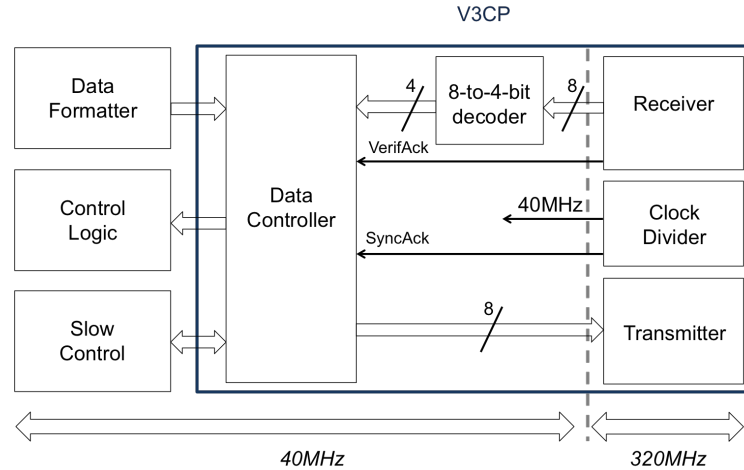 V3CP
Data
Formatter
4
8-to-4-bit
decoder
8
Receiver
VerifAck
Control
Logic
Data
Controller
40MHz
Clock
Divider
SyncAck
Slow
Control
8
Transmitter
40MHz
320MHz